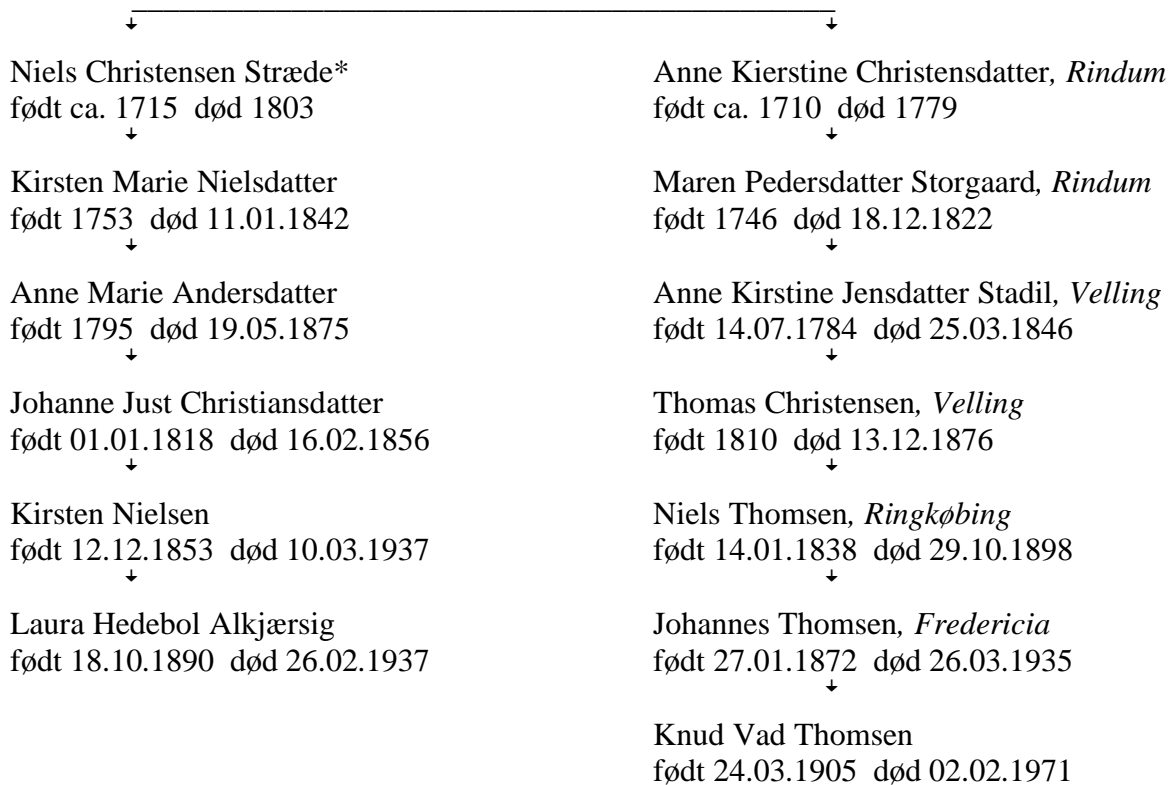 Niels Christensen Stræde*
født ca. 1715 død 1803
Kirsten Marie Nielsdatter
født 1753 død 11.01.1842
Anne Marie Andersdatter
født 1795 død 19.05.1875
Johanne Just Christiansdatter
født 01.01.1818 død 16.02.1856
Kirsten Nielsen
født 12.12.1853 død 10.03.1937
Laura Hedebol Alkjærsig
født 18.10.1890 død 26.02.1937
Anne Kierstine Christensdatter, Rindum
født ca. 1710 død 1779
Maren Pedersdatter Storgaard, Rindum
født 1746 død 18.12.1822
Anne Kirstine Jensdatter Stadil, Velling
født 14.07.1784 død 25.03.1846
Thomas Christensen, Velling
født 1810 død 13.12.1876
Niels Thomsen, Ringkøbing
født 14.01.1838 død 29.10.1898
Johannes Thomsen, Fredericia
født 27.01.1872 død 26.03.1935
Knud Vad Thomsen
født 24.03.1905 død 02.02.1971